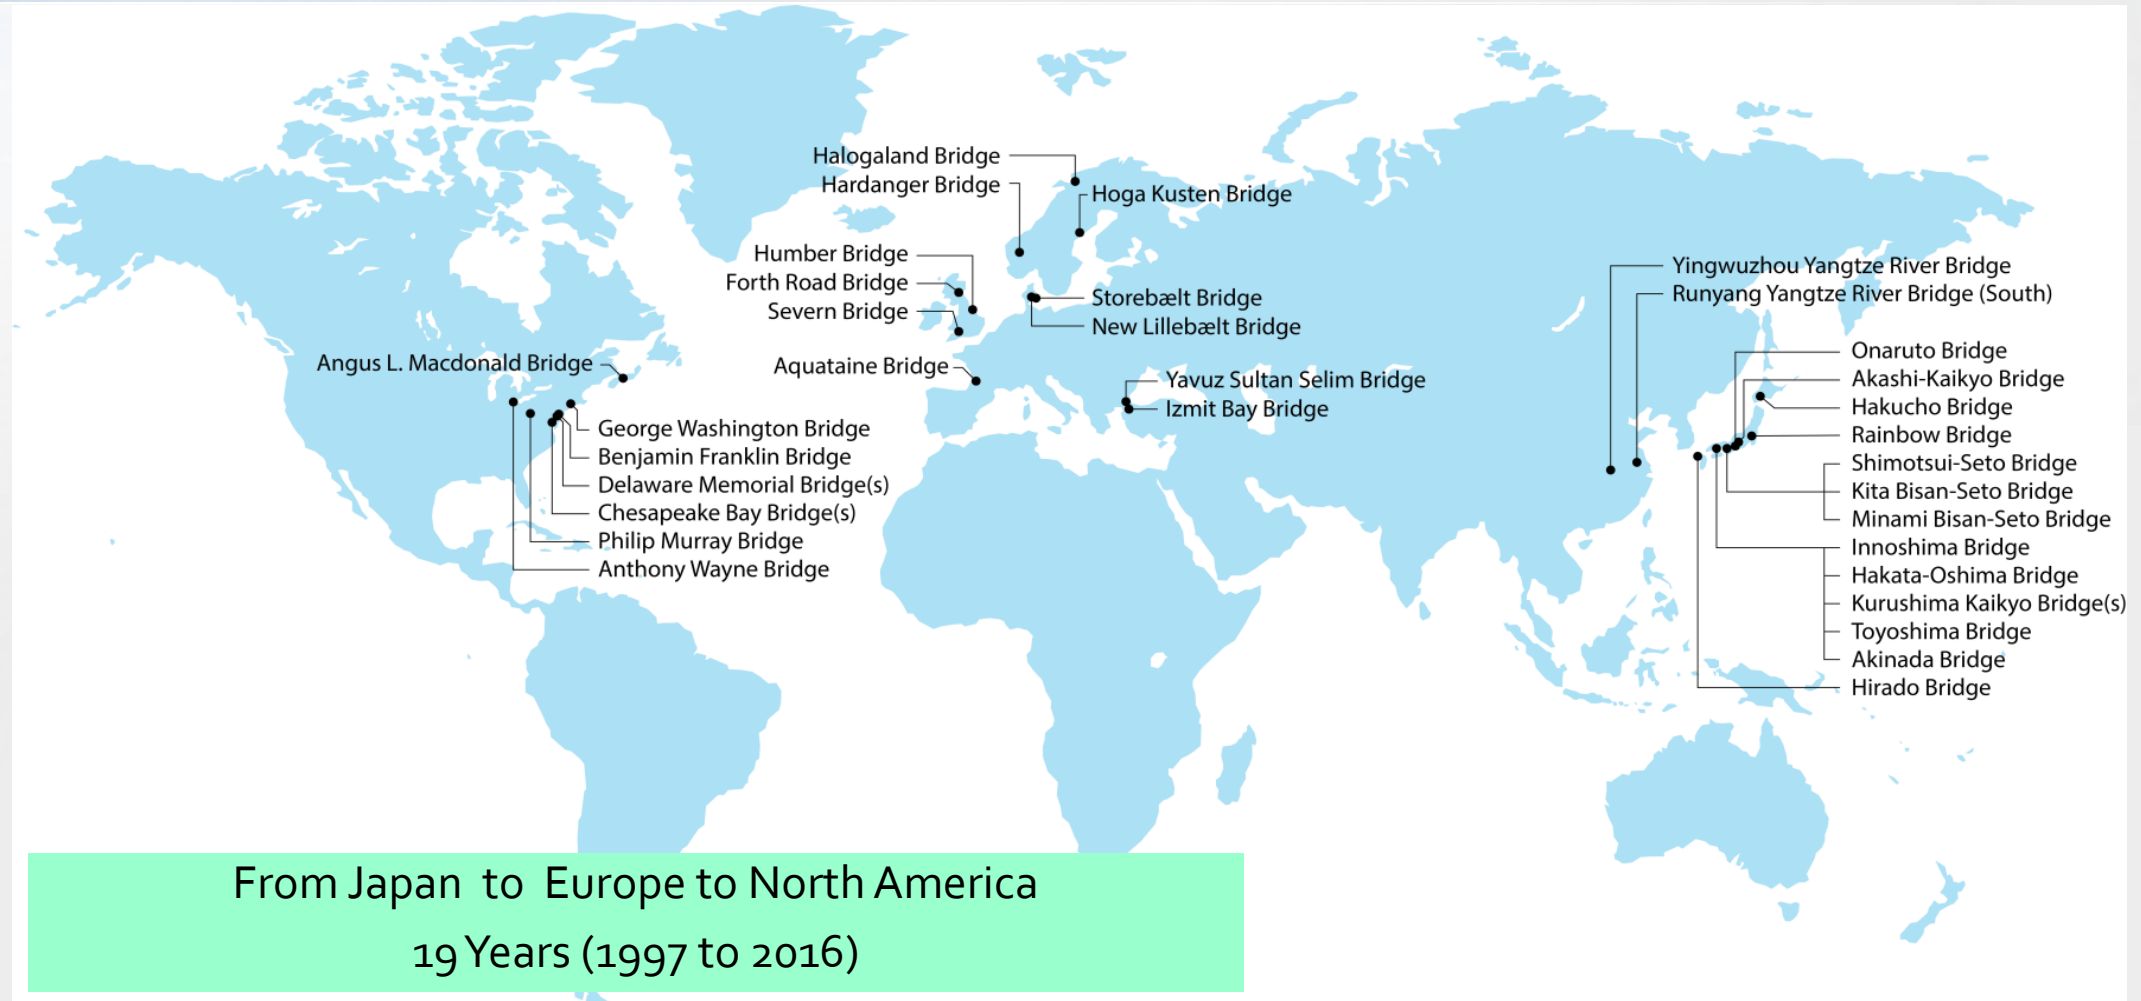 Halogaland Bridge
Hardanger Bridge
Hoga Kusten Bridge
Humber Bridge
Forth Road Bridge
Severn Bridge
Storebælt Bridge
New Lillebælt Bridge
Angus L. Macdonald Bridge
Aquataine Bridge
Yavuz Sultan Selim Bridge
Izmit Bay Bridge
George Washington Bridge
Benjamin Franklin Bridge
Delaware Memorial Bridge(s)
Chesapeake Bay Bridge(s)
Philip Murray Bridge
Anthony Wayne Bridge
Yingwuzhou Yangtze River Bridge
Runyang Yangtze River Bridge (South)
Onaruto Bridge
Akashi-Kaikyo Bridge
Hakucho Bridge
Rainbow Bridge
Shimotsui-Seto Bridge
Kita Bisan-Seto Bridge
Minami Bisan-Seto Bridge
Innoshima Bridge
Hakata-Oshima Bridge
Kurushima Kaikyo Bridge(s)
Toyoshima Bridge
Akinada Bridge
Hirado Bridge
From Japan to Europe to North America
19 Years (1997 to 2016)